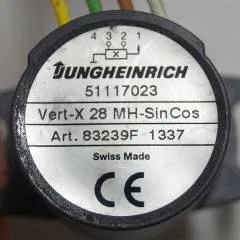 4 3 2 1
JUNGHEINRICH
51117023
Vert-X 28 MH-SinCos
Art. 83239F 1337
Swiss Made
CE